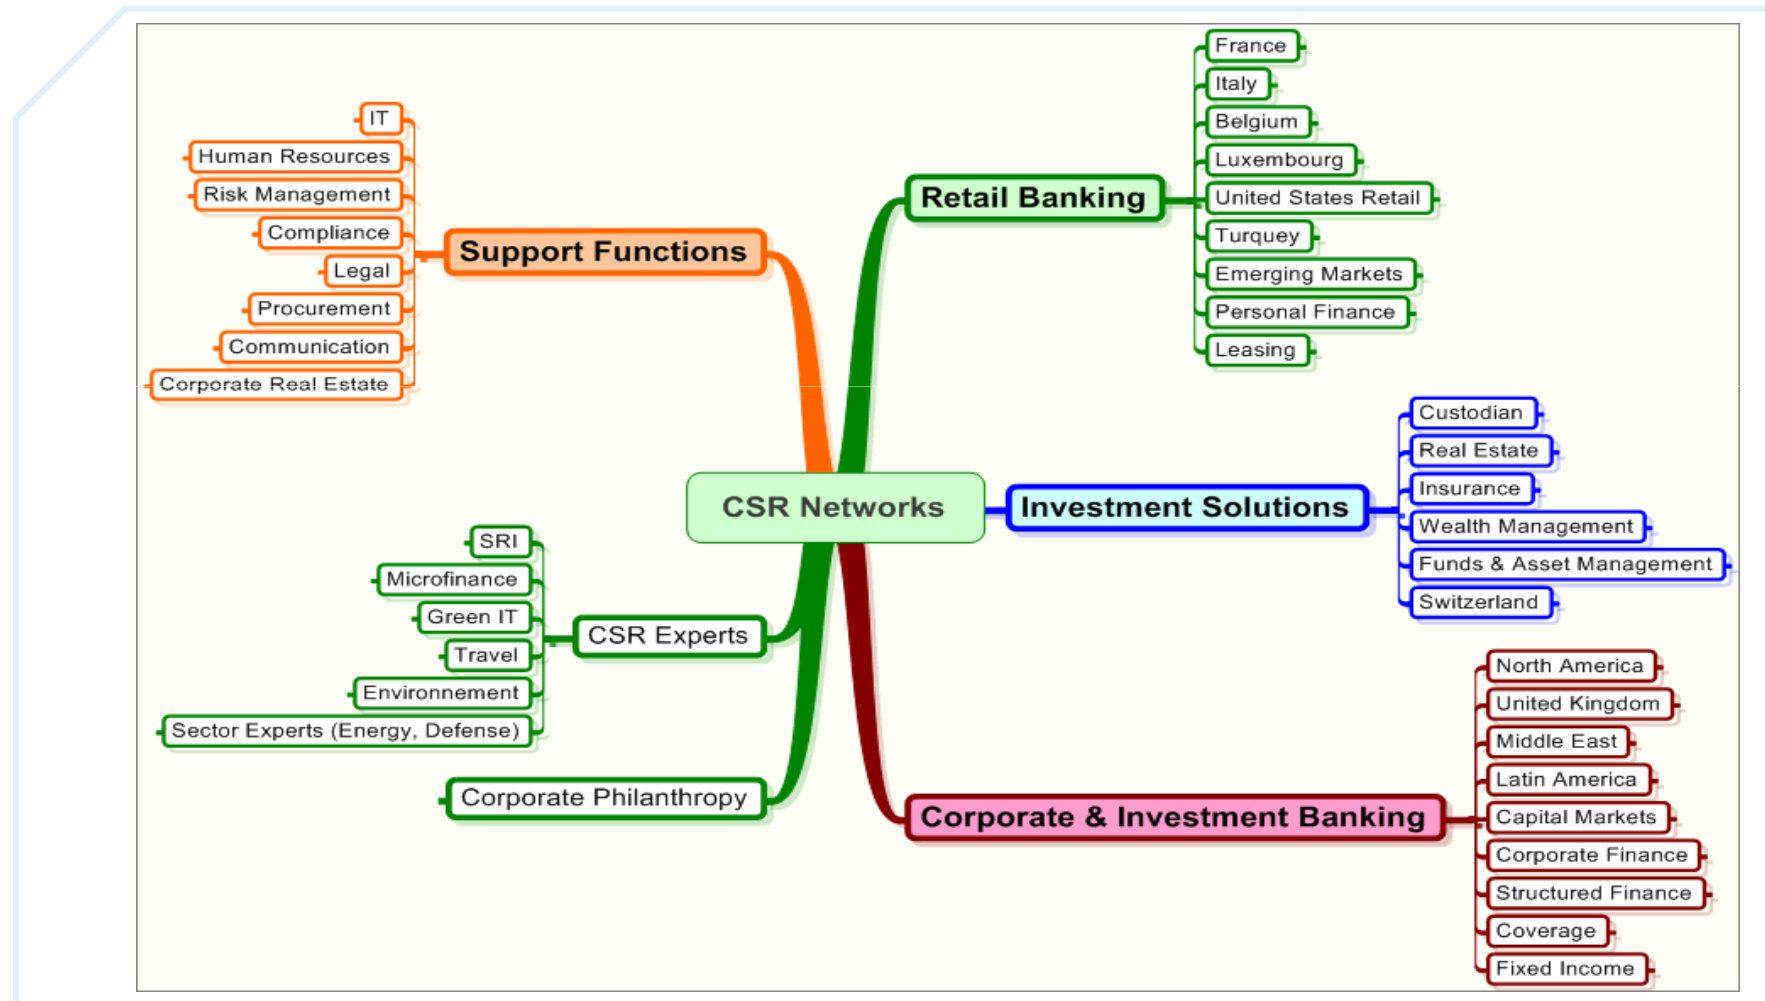 France
Italy
Belgium
Luxembourg
United States Retail
Turquey
Emerging Markets
Personal Finance
Leasing
Retail Banking
IT
Human Resources
Risk Management
Compliance
Legal
Procurement
Communication
Corporate Real Estate
Support Functions
CSR Networks
Investment Solutions
Custodian
Real Estate
Insurance
Wealth Management
Funds & Asset Management
Switzerland
SRI
Microfinance
Green IT
Travel
Environnement
Sector Experts (Energy, Defense)
CSR Experts
Corporate Philanthropy
Corporate & Investment Banking
North America
United Kingdom
Middle East
Latin America
Capital Markets
Corporate Finance
Structured Finance
Coverage
Fixed Income